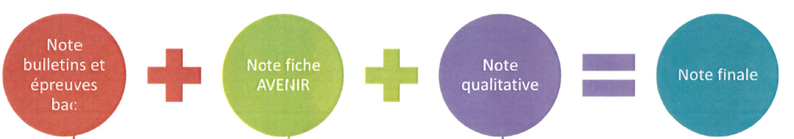 Note
bulletins et
épreuves
bac
+
Note fiche
AVENIR
+
Note
qualitative
=
Note finale